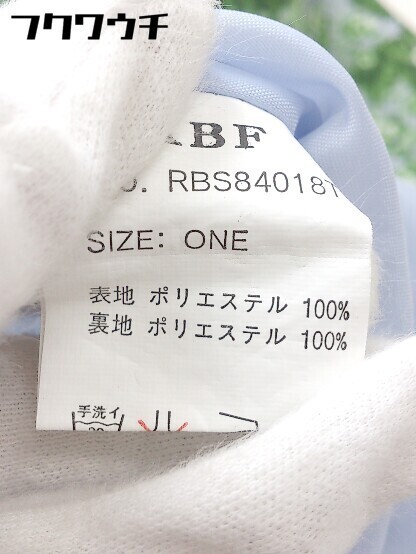 フクワウチ
BF
RBS84018
SIZE: ONE
表地 ポリエステル 100%
裏地 ポリエステル 100%
手洗イ